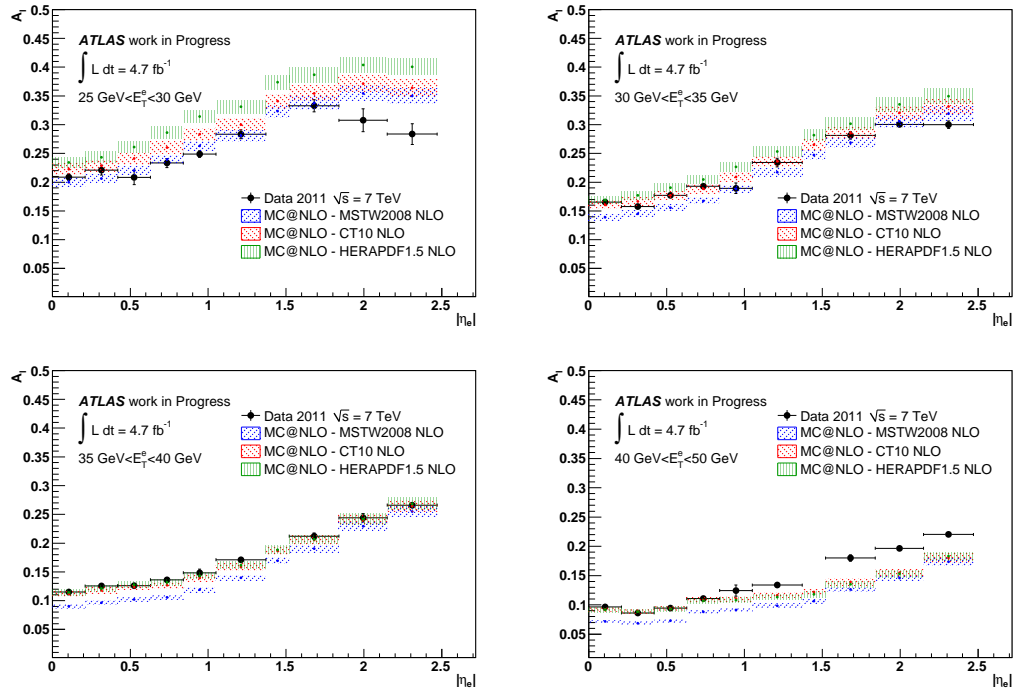 A_l
0.5
0.45
0.4
0.35
0.3
0.25
0.2
0.15
0.1
0.05
ATLAS work in Progress
∫ L dt = 4.7 fb⁻¹
25 GeV<E_T^e<30 GeV
Data 2011 √s = 7 TeV
MC@NLO - MSTW2008 NLO
MC@NLO - CT10 NLO
MC@NLO - HERAPDF1.5 NLO
0 0.5 1 1.5 2 2.5
|η_e|
A_l
0.5
0.45
0.4
0.35
0.3
0.25
0.2
0.15
0.1
0.05
ATLAS work in Progress
∫ L dt = 4.7 fb⁻¹
30 GeV<E_T^e<35 GeV
Data 2011 √s = 7 TeV
MC@NLO - MSTW2008 NLO
MC@NLO - CT10 NLO
MC@NLO - HERAPDF1.5 NLO
0 0.5 1 1.5 2 2.5
|η_e|
A_l
0.5
0.45
0.4
0.35
0.3
0.25
0.2
0.15
0.1
0.05
ATLAS work in Progress
∫ L dt = 4.7 fb⁻¹
35 GeV<E_T^e<40 GeV
Data 2011 √s = 7 TeV
MC@NLO - MSTW2008 NLO
MC@NLO - CT10 NLO
MC@NLO - HERAPDF1.5 NLO
0 0.5 1 1.5 2 2.5
|η_e|
A_l
0.5
0.45
0.4
0.35
0.3
0.25
0.2
0.15
0.1
0.05
ATLAS work in Progress
∫ L dt = 4.7 fb⁻¹
40 GeV<E_T^e<50 GeV
Data 2011 √s = 7 TeV
MC@NLO - MSTW2008 NLO
MC@NLO - CT10 NLO
MC@NLO - HERAPDF1.5 NLO
0 0.5 1 1.5 2 2.5
|η_e|